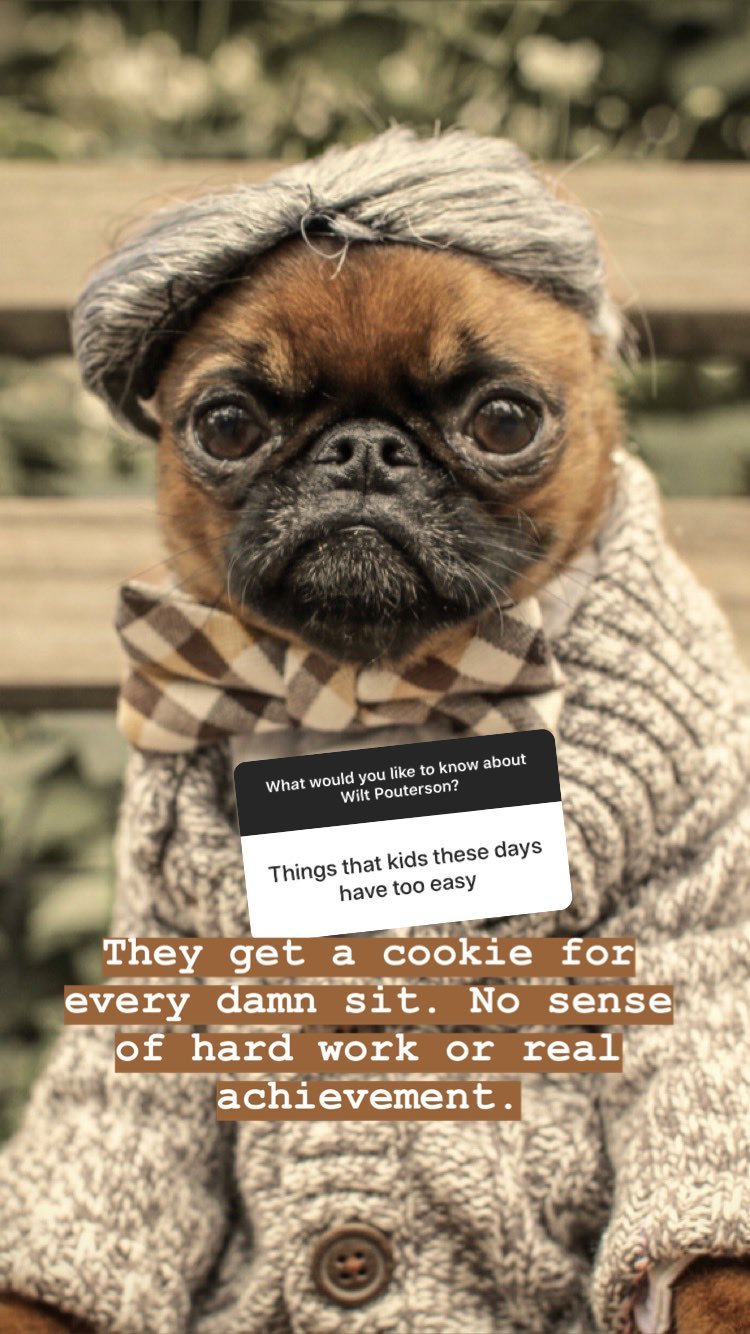 What would you like to know about
Wilt Pouterson?
Things that kids these days
have too easy
They get a cookie for
every damn sit. No sense
of hard work or real
achievement.